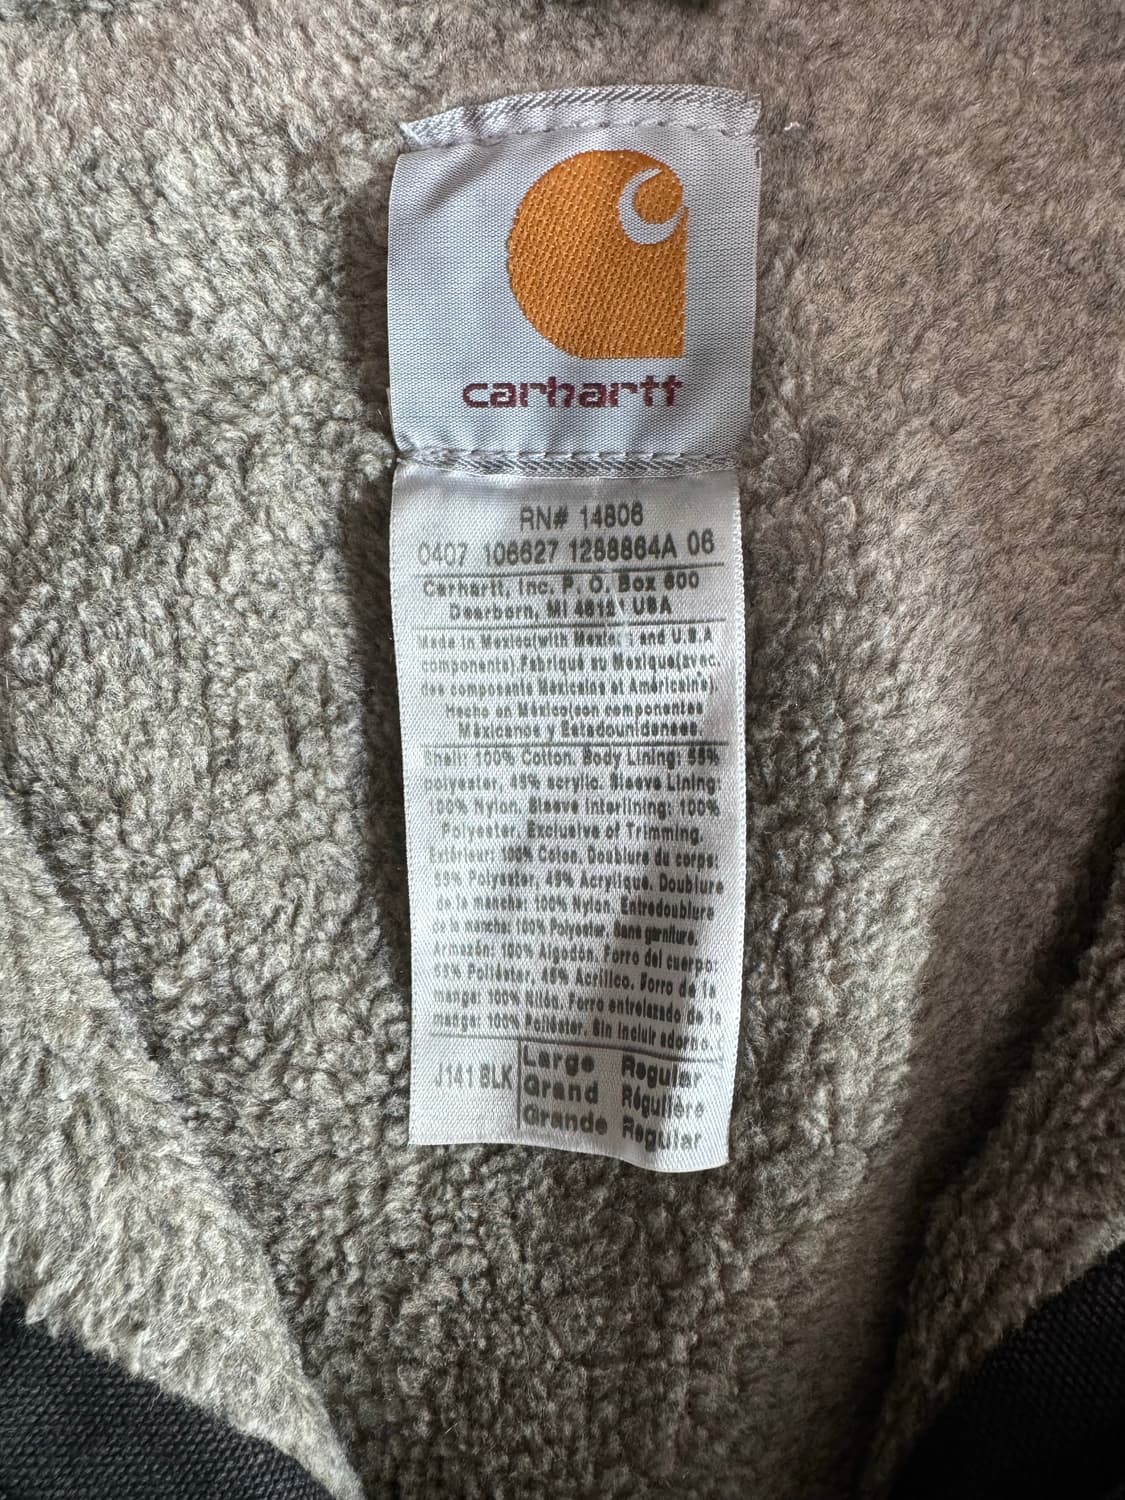 carhartt
RN# 14806
0407 106627 1288864A 06
Carhartt, Inc. P. O. Box 600
Dearborn, MI 48121 USA
Made in Mexico(with Mexican and U.S.A
components).Fabriqué au Mexique(avec.
des composants Mexicains et Américains).
Hecho en México(con componentes
Mexicanos y Estadounidenses.
Shell: 100% Cotton. Body Lining: 55%
polyester, 45% acrylic. Sleeve Lining:
100% Nylon. Sleeve Interlining: 100%
Polyester. Exclusive of Trimming.
Extérieur: 100% Coton. Doublure du corps:
55% Polyester, 45% Acrylique. Doublure
de la manche: 100% Nylon. Entredoublure
de la manche: 100% Polyester. Sans garniture.
Armazón: 100% Algodon. Forro del cuerpo:
55% Poliéster, 45% Acrílico. Forro de la
manga: 100% Nilón. Forro entrelazado de la
manga: 100% Poliéster. Sin incluir adorno.
J141 BLK
Large Regular
Grand Régulière
Grande Regular